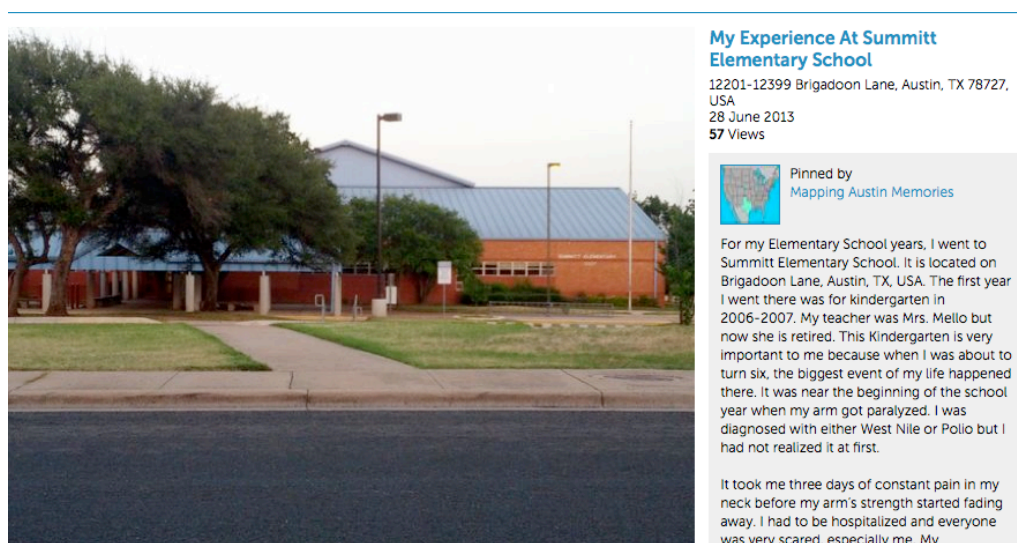 My Experience At Summitt
Elementary School
12201-12399 Brigadoon Lane, Austin, TX 78727,
USA
28 June 2013
57 Views
Pinned by
Mapping Austin Memories
For my Elementary School years, I went to
Summitt Elementary School. It is located on
Brigadoon Lane, Austin, TX, USA. The first year
I went there was for kindergarten in
2006-2007. My teacher was Mrs. Mello but
now she is retired. This Kindergarten is very
important to me because when I was about to
turn six, the biggest event of my life happened
there. It was near the beginning of the school
year when my arm got paralyzed. I was
diagnosed with either West Nile or Polio but I
had not realized it at first.
It took me three days of constant pain in my
neck before my arm's strength started fading
away. I had to be hospitalized and everyone
was very scared, especially me. My
SUMMITT ELEMENTARY